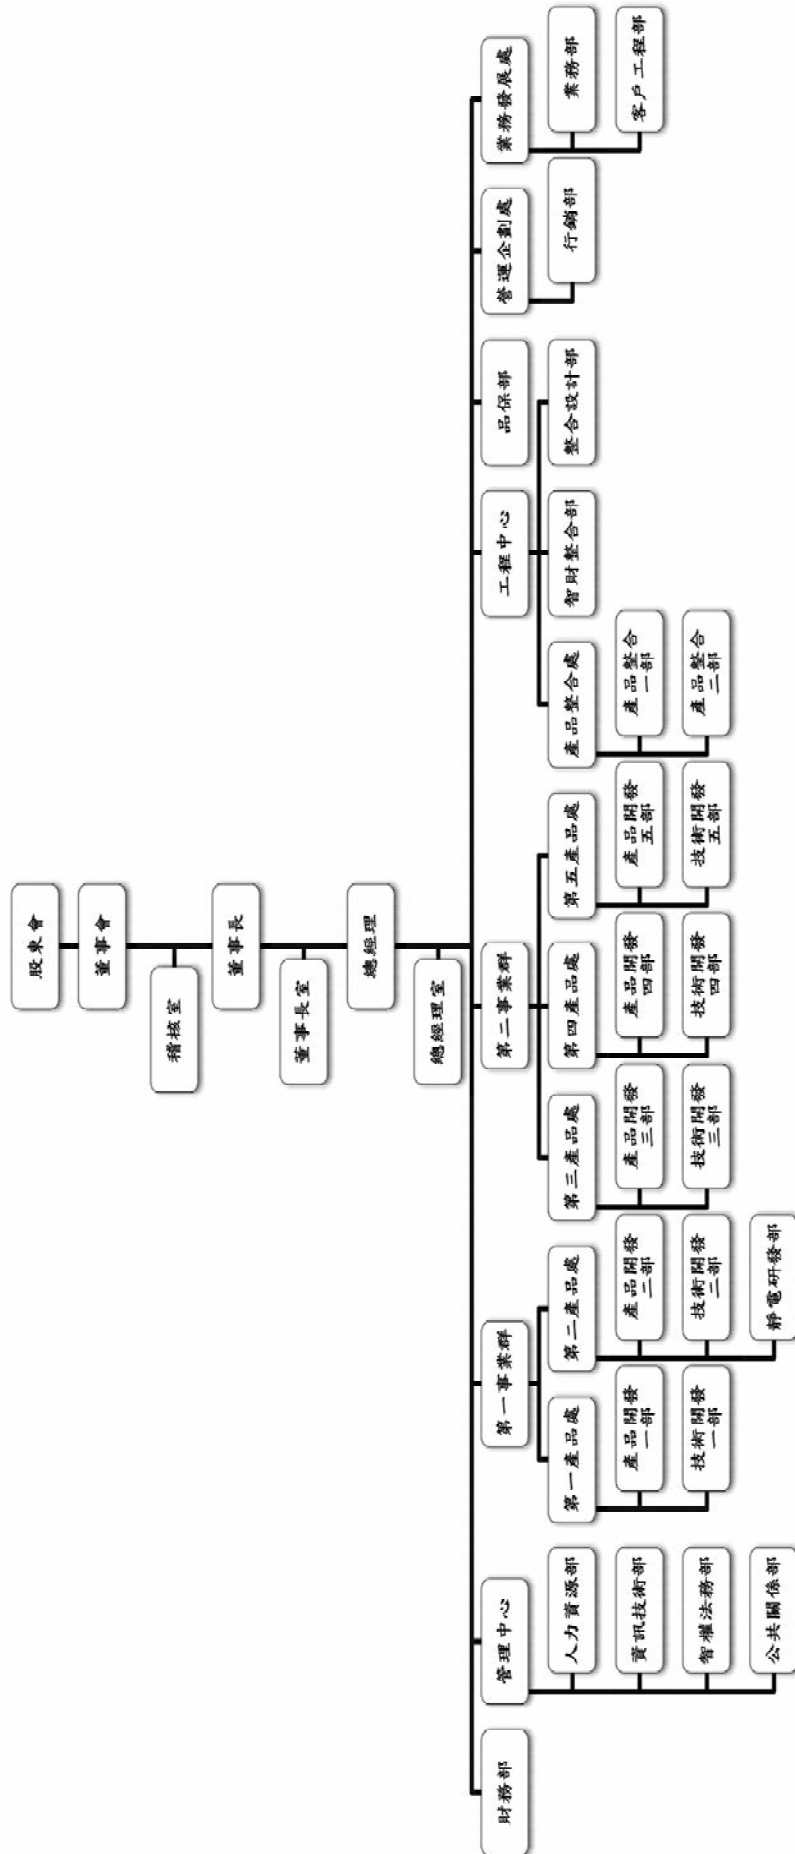 股東會
董事會
稽核室
董事長
董事長室
總經理
總經理室
財務部
管理中心
人力資源部
資訊技術部
智權法務部
公共關係部
第一事業群
第一產品處
產品開發
一部
技術開發
一部
第二產品處
產品開發
二部
技術開發
二部
靜電研發部
第二事業群
第三產品處
產品開發
三部
技術開發
三部
第四產品處
產品開發
四部
技術開發
四部
第五產品處
產品開發
五部
技術開發
五部
工程中心
產品整合處
產品整合
一部
產品整合
二部
智財整合部
整合設計部
品保部
營運企劃處
行銷部
業務發展處
業務部
客戶工程部